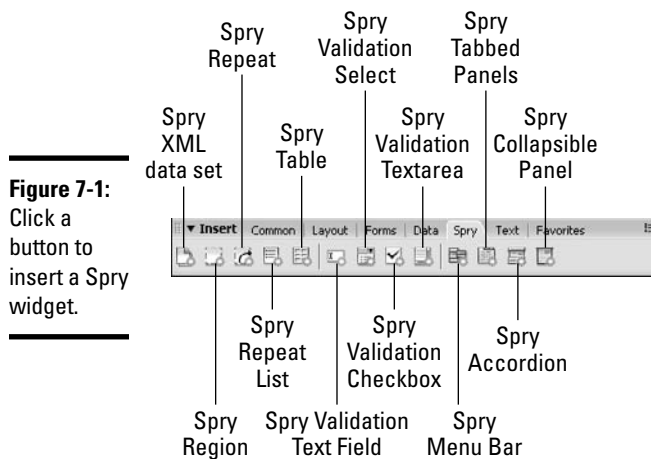 Spry
Repeat
Spry
Validation
Select
Spry
Tabbed
Panels
Spry
XML
data set
Spry
Table
Spry
Validation
Textarea
Spry
Collapsible
Panel
Figure 7-1:
Click a
button to
insert a Spry
widget.
Insert Common Layout Forms Data Spry Text Favorites
Spry
Repeat
List
Spry
Validation
Checkbox
Spry
Accordion
Spry
Region
Spry Validation
Text Field
Spry
Menu Bar